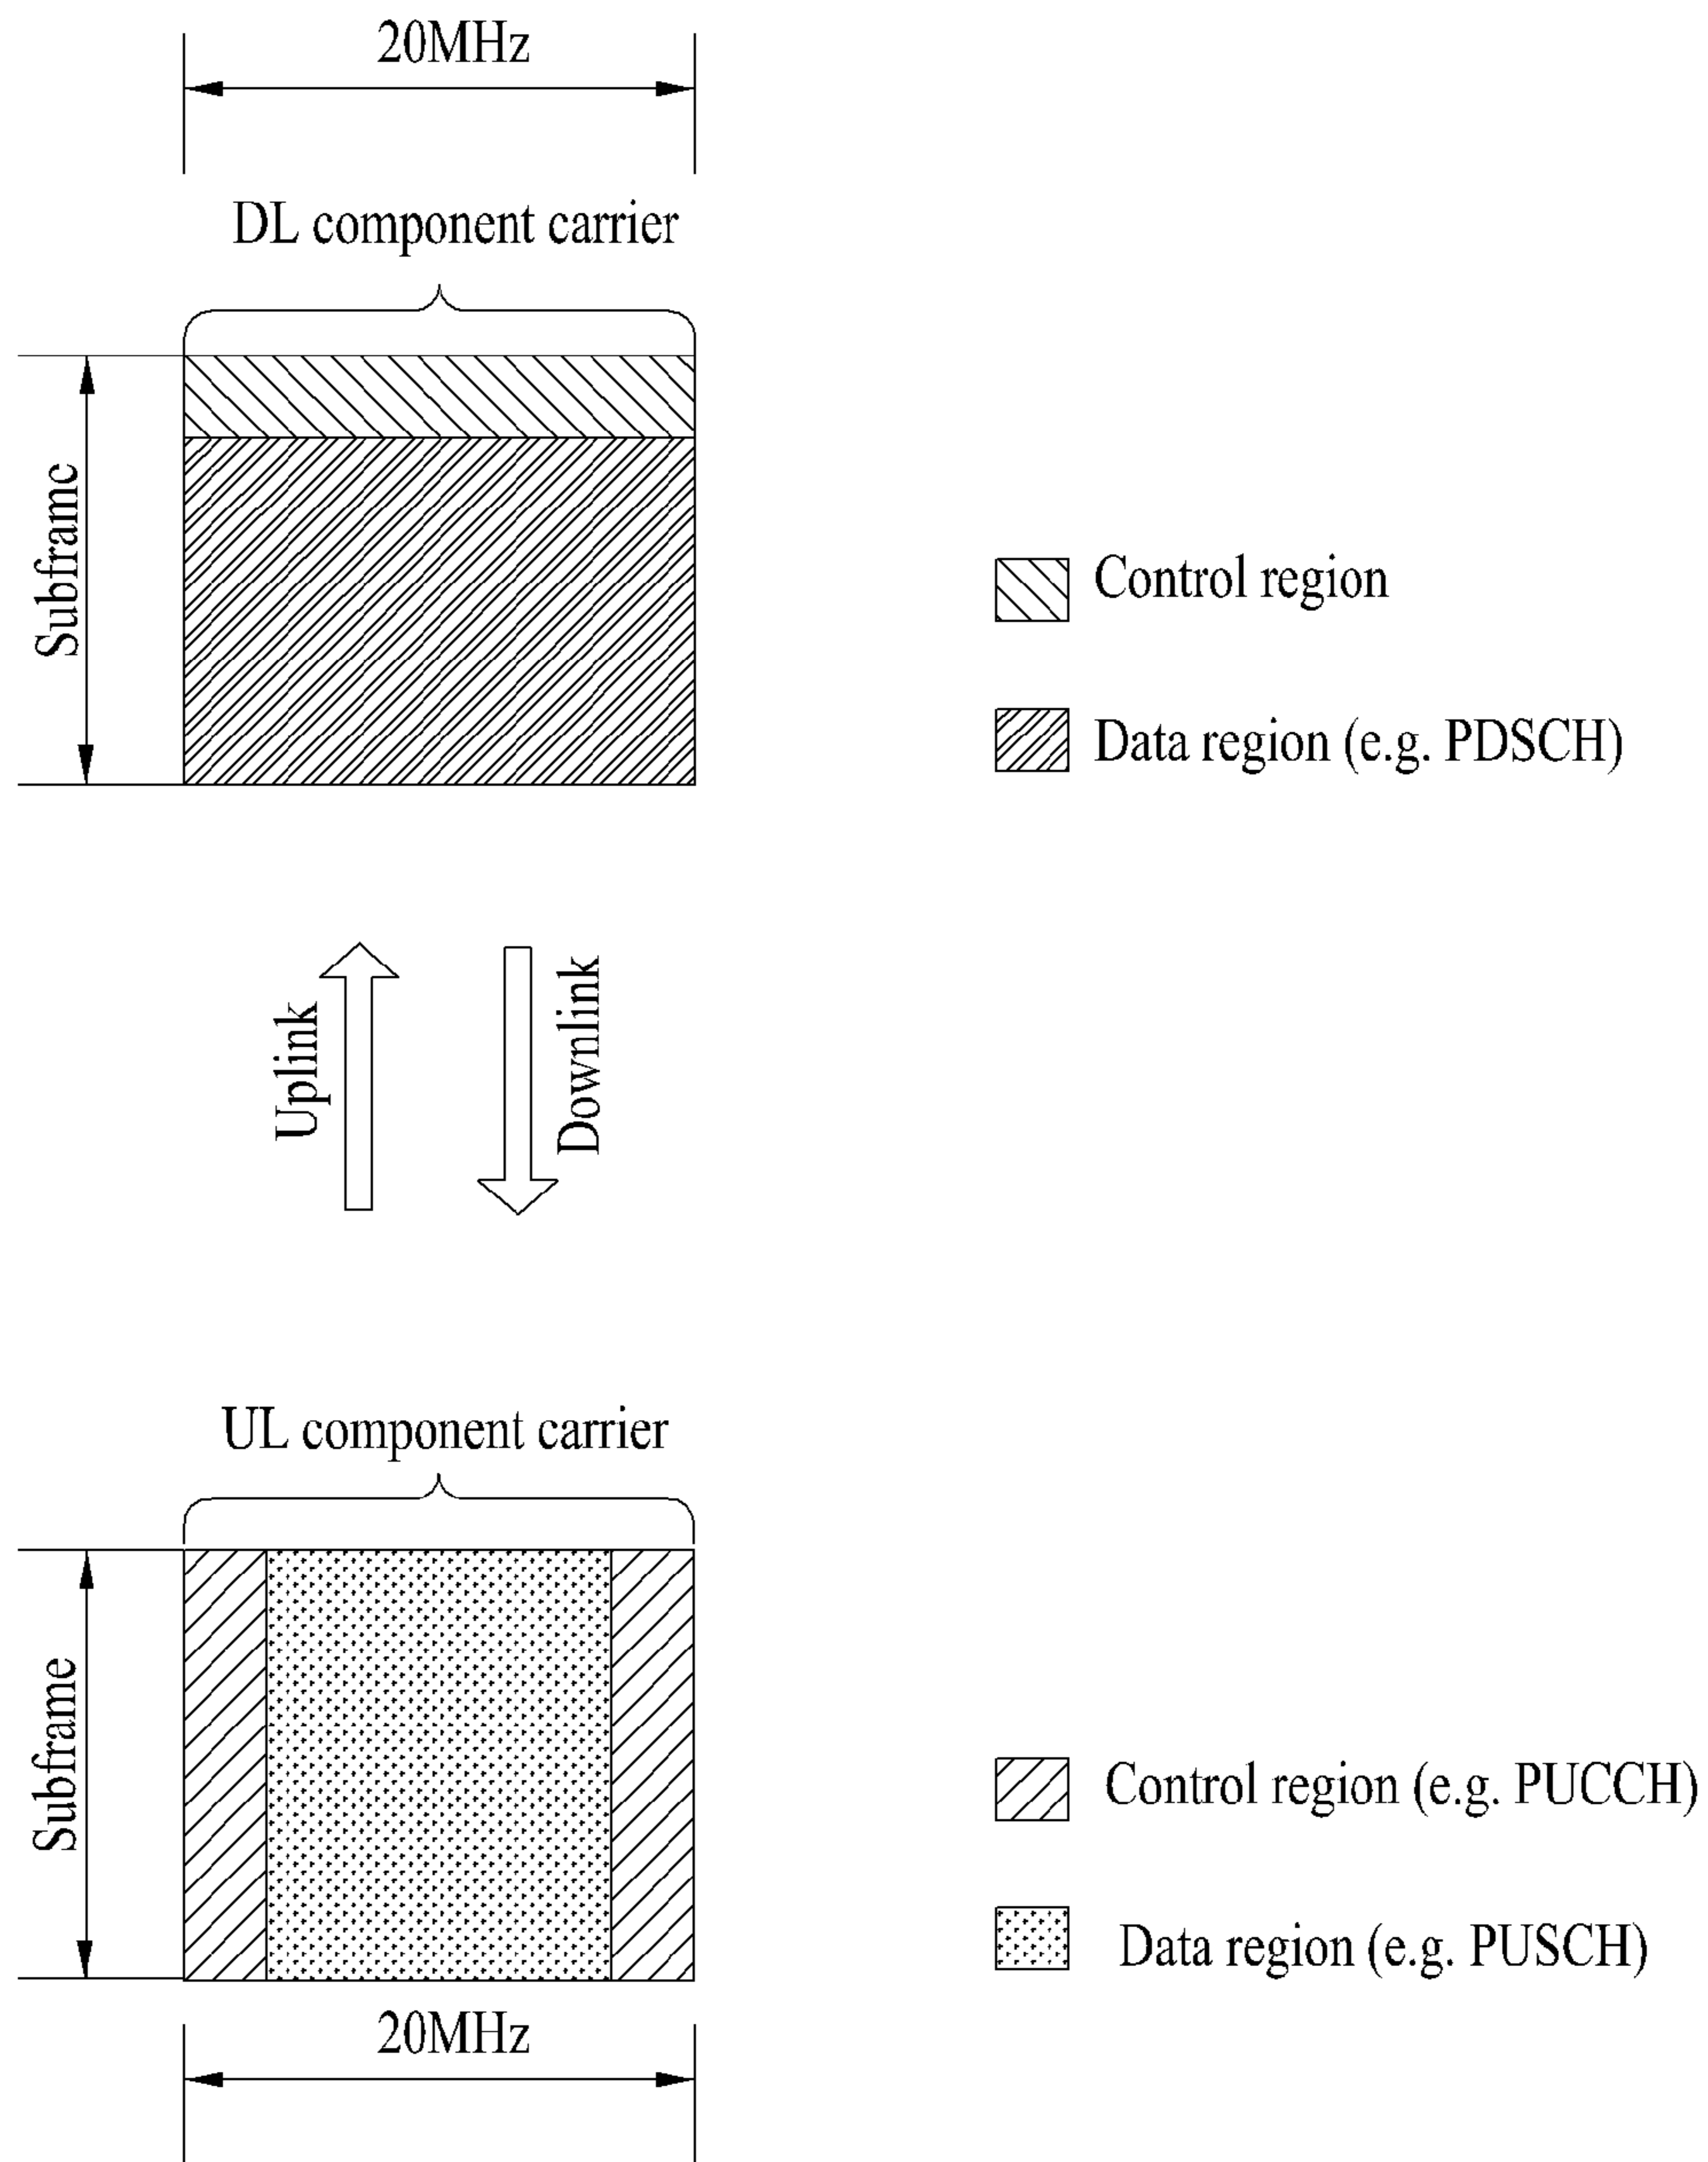 20MHz
DL component carrier
Subframe
Control region
Data region (e.g. PDSCH)
Uplink
Downlink
UL component carrier
Subframe
Control region (e.g. PUCCH)
Data region (e.g. PUSCH)
20MHz